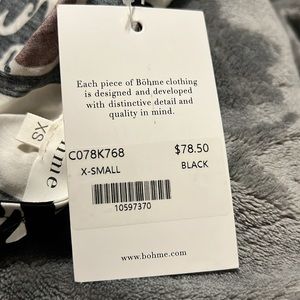 Each piece of Böhme clothing
is designed and developed
with distinctive detail and
quality in mind.
C078K768 $78.50
X-SMALL BLACK
10597370
www.bohme.com
XS